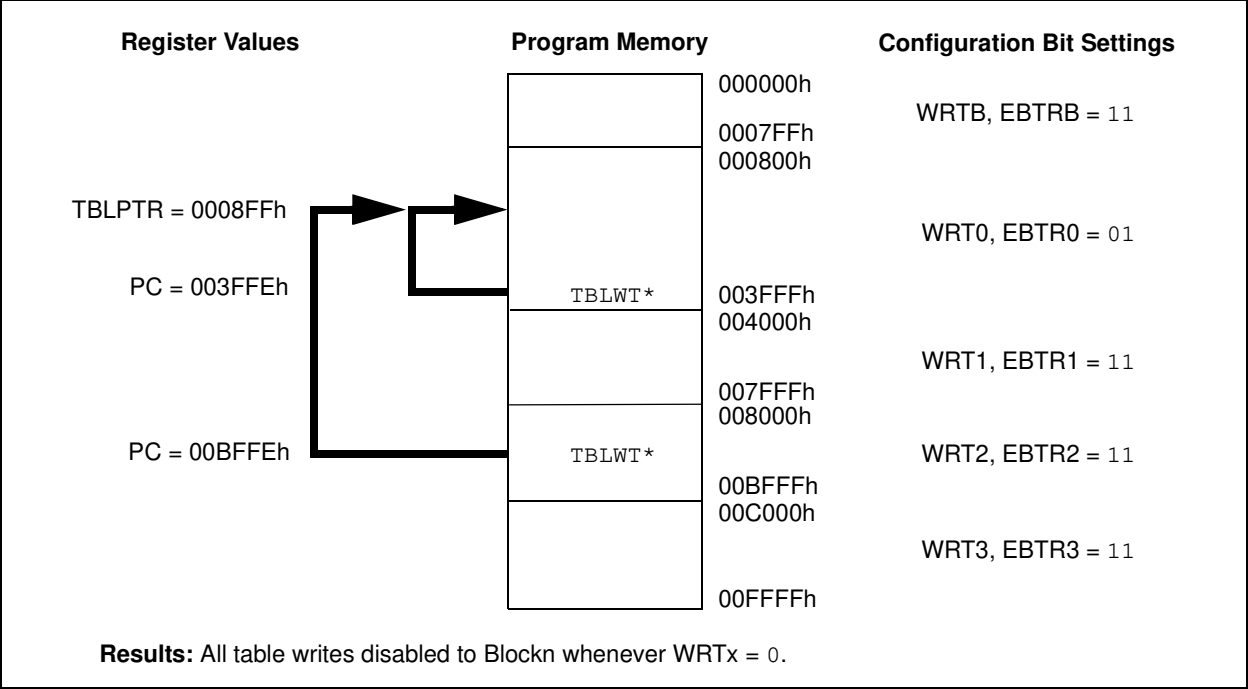 Register Values
Program Memory
Configuration Bit Settings
000000h
WRTB, EBTRB = 11
0007FFh
000800h
TBLPTR = 0008FFh
WRT0, EBTR0 = 01
PC = 003FFEh
TBLWT*
003FFFh
004000h
WRT1, EBTR1 = 11
007FFFh
008000h
PC = 00BFFEh
TBLWT*
WRT2, EBTR2 = 11
00BFFFh
00C000h
WRT3, EBTR3 = 11
00FFFFh
Results: All table writes disabled to Blockn whenever WRTx = 0.